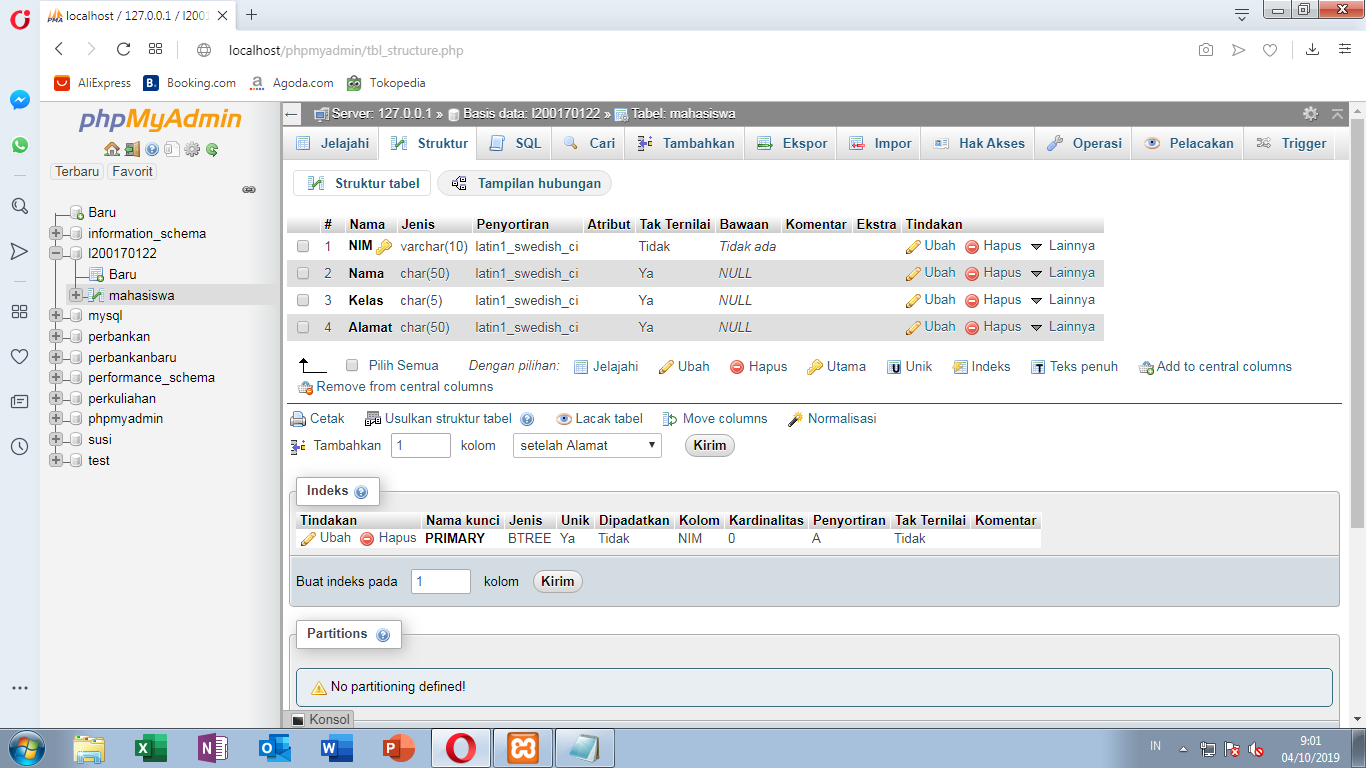 localhost / 127.0.0.1 / l2001
localhost/phpmyadmin/tbl_structure.php
AliExpress Booking.com Agoda.com Tokopedia
phpMyAdmin
Terbaru Favorit
Baru
information_schema
l200170122
Baru
mahasiswa
mysql
perbankan
perbankanbaru
performance_schema
perkuliahan
phpmyadmin
susi
test
Server: 127.0.0.1 » Basis data: l200170122 » Tabel: mahasiswa
Jelajahi Struktur SQL Cari Tambahkan Ekspor Impor Hak Akses Operasi Pelacakan Trigger
Struktur tabel Tampilan hubungan
# Nama Jenis Penyortiran Atribut Tak Ternilai Bawaan Komentar Ekstra Tindakan
1 NIM varchar(10) latin1_swedish_ci Tidak Tidak ada Ubah Hapus Lainnya
2 Nama char(50) latin1_swedish_ci Ya NULL Ubah Hapus Lainnya
3 Kelas char(5) latin1_swedish_ci Ya NULL Ubah Hapus Lainnya
4 Alamat char(50) latin1_swedish_ci Ya NULL Ubah Hapus Lainnya
Pilih Semua Dengan pilihan: Jelajahi Ubah Hapus Utama Unik Indeks Teks penuh Add to central columns
Remove from central columns
Cetak Usulkan struktur tabel Lacak tabel Move columns Normalisasi
Tambahkan 1 kolom setelah Alamat Kirim
Indeks
Tindakan Nama kunci Jenis Unik Dipadatkan Kolom Kardinalitas Penyortiran Tak Ternilai Komentar
Ubah Hapus PRIMARY BTREE Ya Tidak NIM 0 A Tidak
Buat indeks pada 1 kolom Kirim
Partitions
No partitioning defined!
Konsol
IN 9:01
04/10/2019